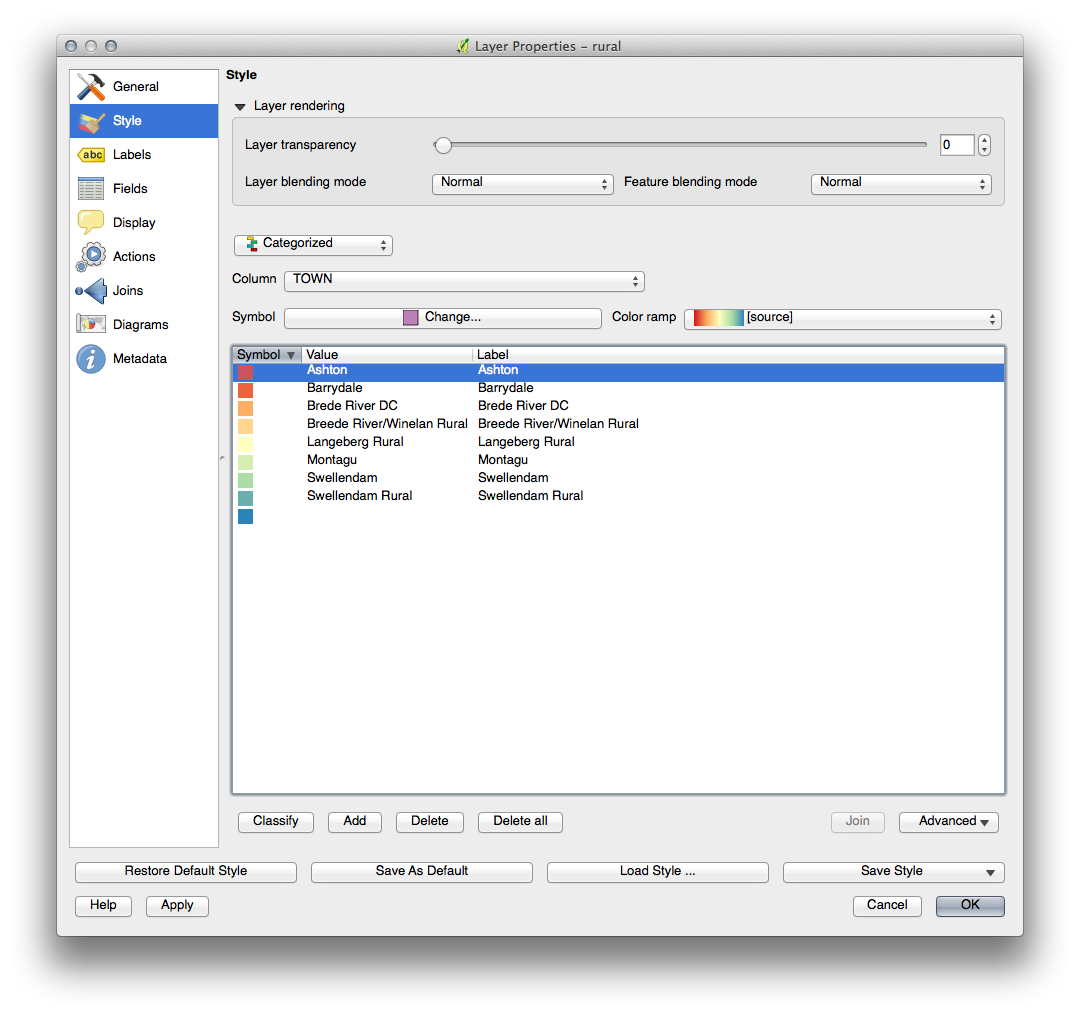 Layer Properties – rural
General
Style
Labels
Fields
Display
Actions
Joins
Diagrams
Metadata
abc
Style
Layer rendering
Layer transparency 0
Layer blending mode Normal Feature blending mode Normal
Categorized
Column TOWN
Symbol Change... Color ramp [source]
Symbol Value Label
Ashton Ashton
Barrydale Barrydale
Brede River DC Brede River DC
Breede River/Winelan Rural Breede River/Winelan Rural
Langeberg Rural Langeberg Rural
Montagu Montagu
Swellendam Swellendam
Swellendam Rural Swellendam Rural
Classify Add Delete Delete all Join Advanced
Restore Default Style Save As Default Load Style ... Save Style
Help Apply Cancel OK